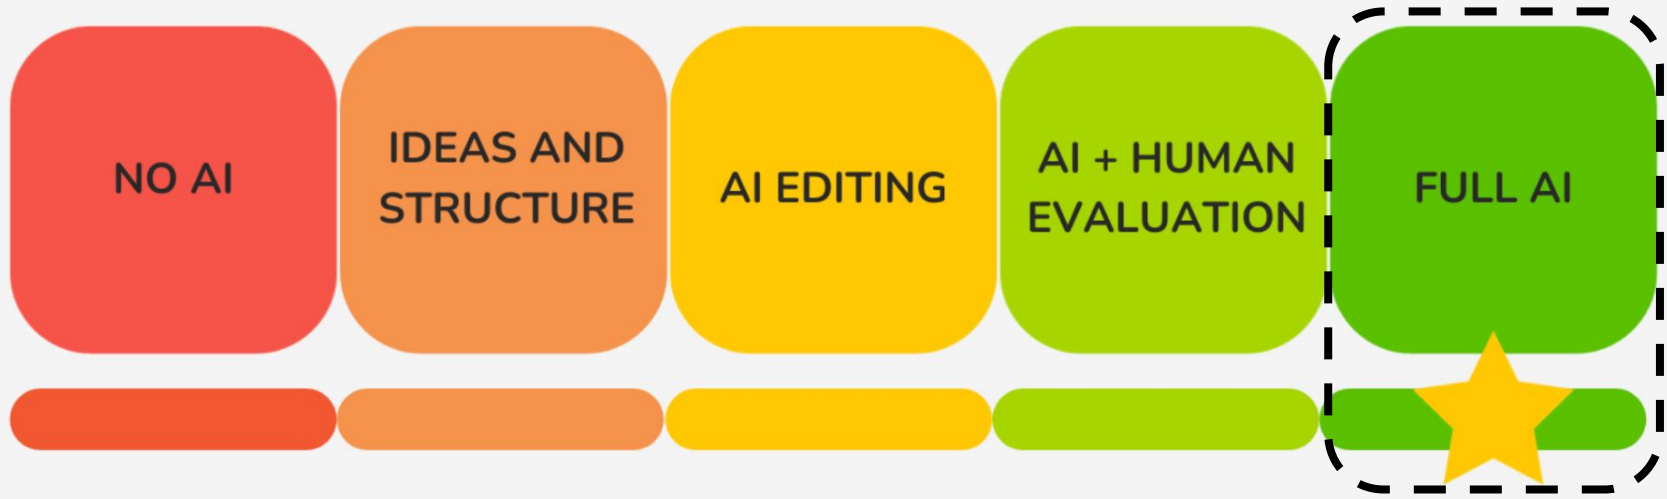 NO AI
IDEAS AND
STRUCTURE
AI EDITING
AI + HUMAN
EVALUATION
FULL AI